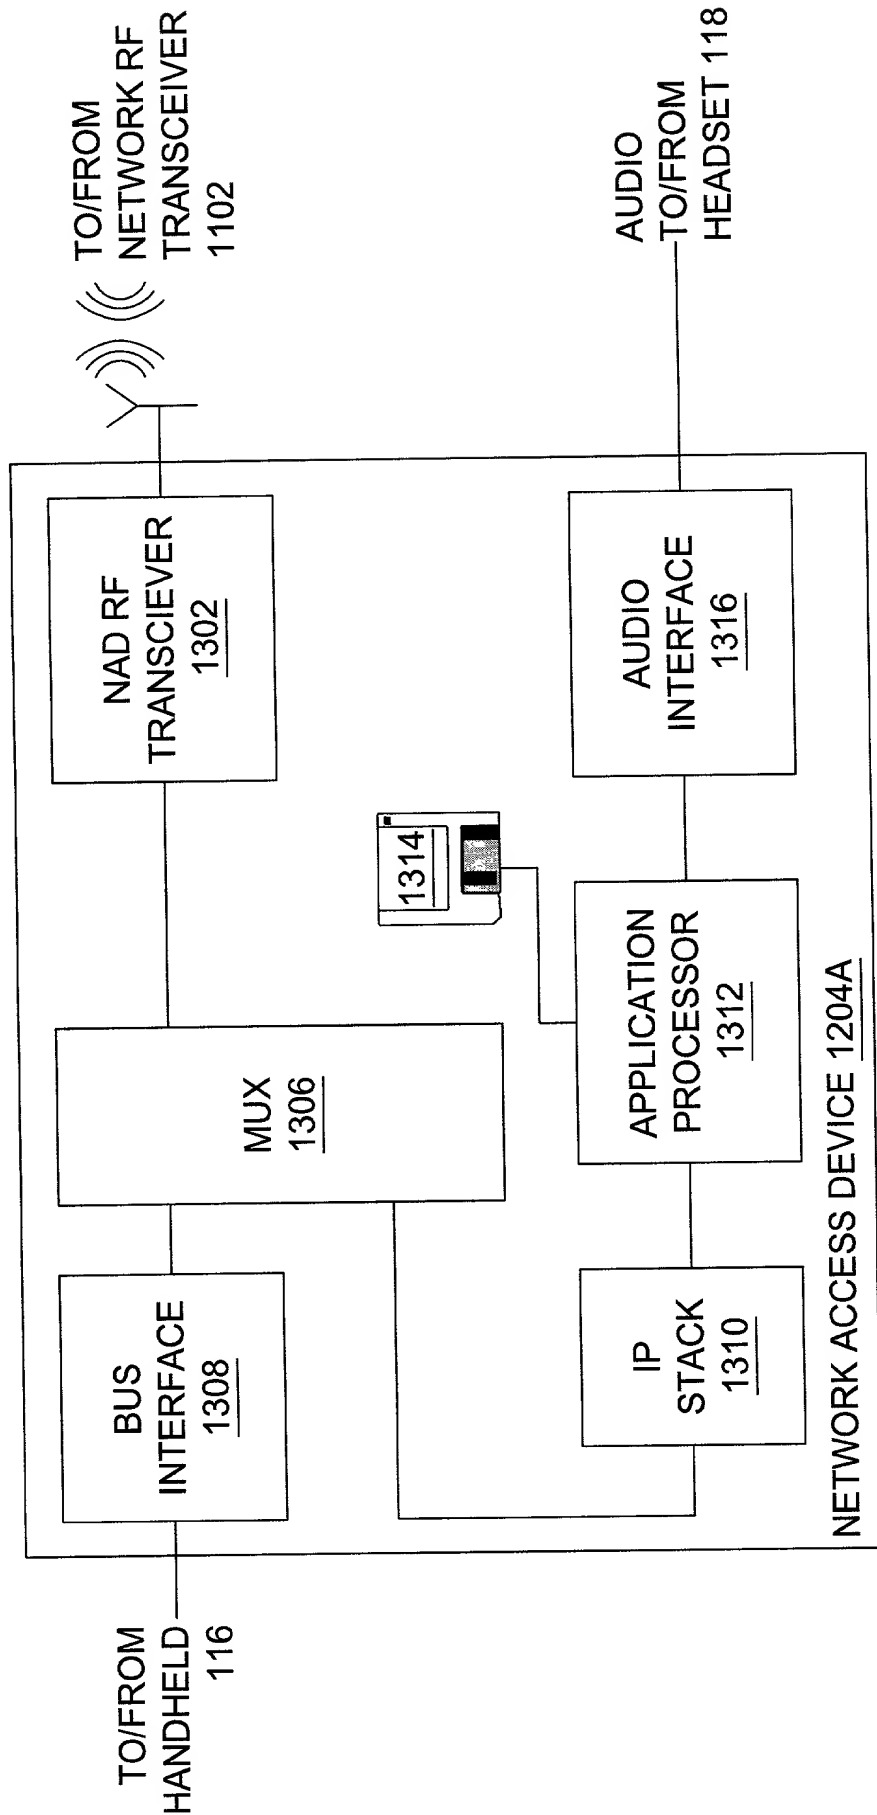 TO/FROM
HANDHELD
116
BUS
INTERFACE
1308
MUX
1306
NAD RF
TRANSCIEVER
1302
TO/FROM
NETWORK RF
TRANSCEIVER
1102
1314
IP
STACK
1310
APPLICATION
PROCESSOR
1312
AUDIO
INTERFACE
1316
AUDIO
TO/FROM
HEADSET 118
NETWORK ACCESS DEVICE 1204A